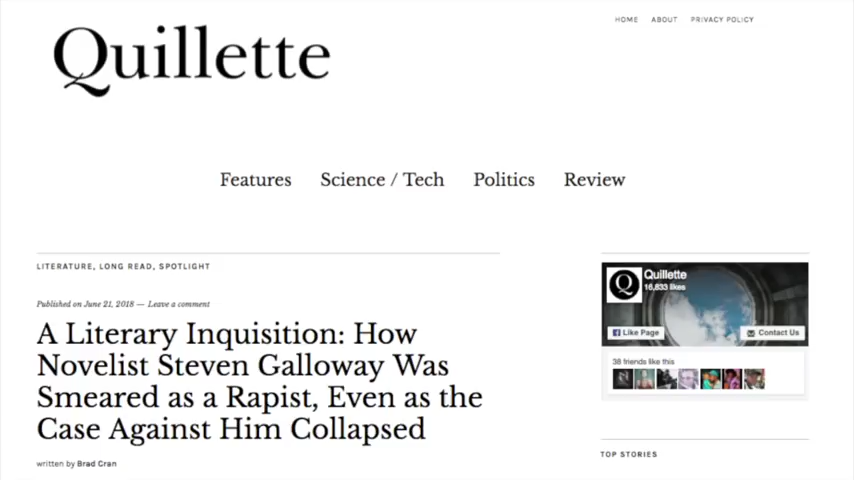 HOME ABOUT PRIVACY POLICY
Quillette
Features Science / Tech Politics Review
LITERATURE, LONG READ, SPOTLIGHT
Published on June 21, 2018 — Leave a comment
A Literary Inquisition: How
Novelist Steven Galloway Was
Smeared as a Rapist, Even as the
Case Against Him Collapsed
written by Brad Cran
Q
Quillette
16,833 likes
Like Page
Contact Us
38 friends like this
TOP STORIES